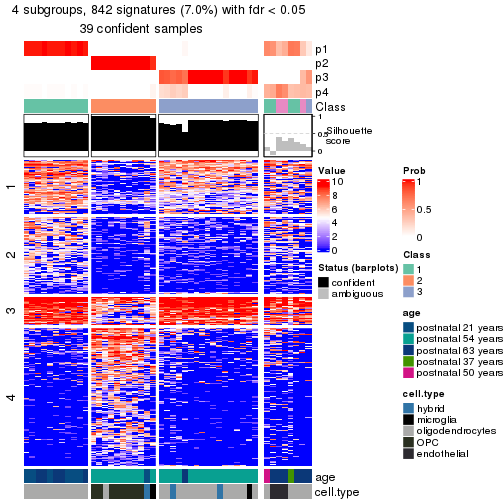 4 subgroups, 842 signatures (7.0%) with fdr < 0.05
39 confident samples
p1
p2
p3
p4
Class
1
0.5
0
Silhouette
score
1
2
3
4
age
cell.type
Value
10
8
6
4
2
0
Status (barplots)
confident
ambiguous
Prob
1
0.5
0
Class
1
2
3
age
postnatal 21 years
postnatal 54 years
postnatal 63 years
postnatal 37 years
postnatal 50 years
cell.type
hybrid
microglia
oligodendrocytes
OPC
endothelial